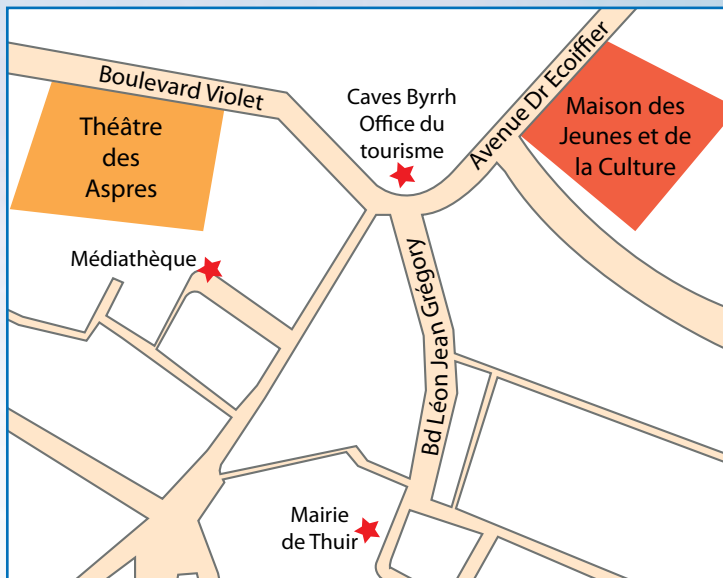 Boulevard Violet
Théâtre
des
Aspres
Caves Byrrh
Office du
tourisme
Avenue Dr Ecoiffier
Maison des
Jeunes et de
la Culture
Médiathèque
Bd Léon Jean Grégory
Mairie
de Thuir